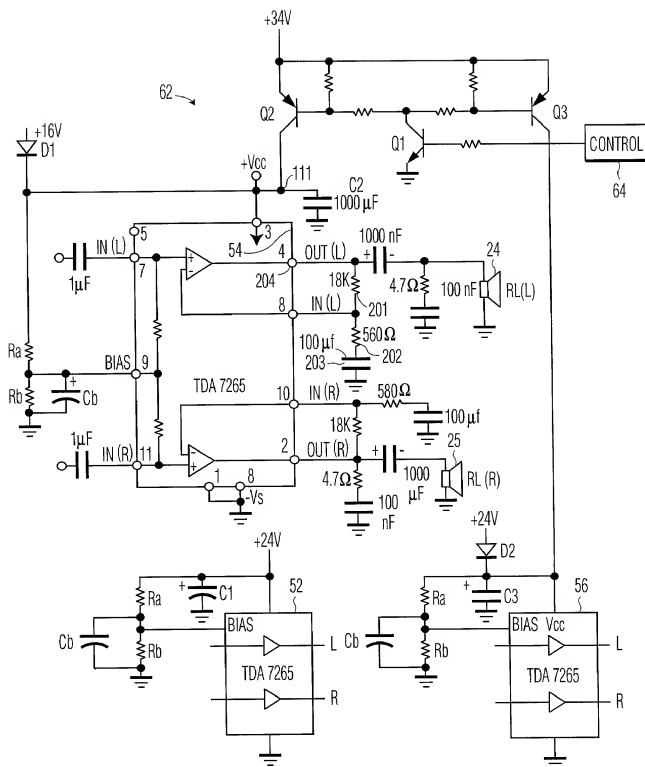 +34V
62
Q2
Q3
Q1
CONTROL
64
+16V
D1
+Vcc
111
C2
1000 µF
3
5
54
4
OUT (L)
1000 nF
+
-
24
IN (L)
7
+
-
204
1µF
18K
201
4.7Ω
100 nF
RL(L)
8
IN (L)
560Ω
202
100 µf
203
Ra
BIAS
9
+
Rb
Cb
TDA 7265
10
IN (R)
580Ω
18K
100 µf
1µF
IN (R)
11
-
+
2
OUT (R)
+
-
25
4.7Ω
1000 µF
RL (R)
1
8
-Vs
100 nF
+24V
+24V
D2
Ra
+
C1
52
Ra
+
C3
56
Cb
Rb
BIAS
L
TDA 7265
R
Cb
Rb
BIAS Vcc
L
TDA 7265
R